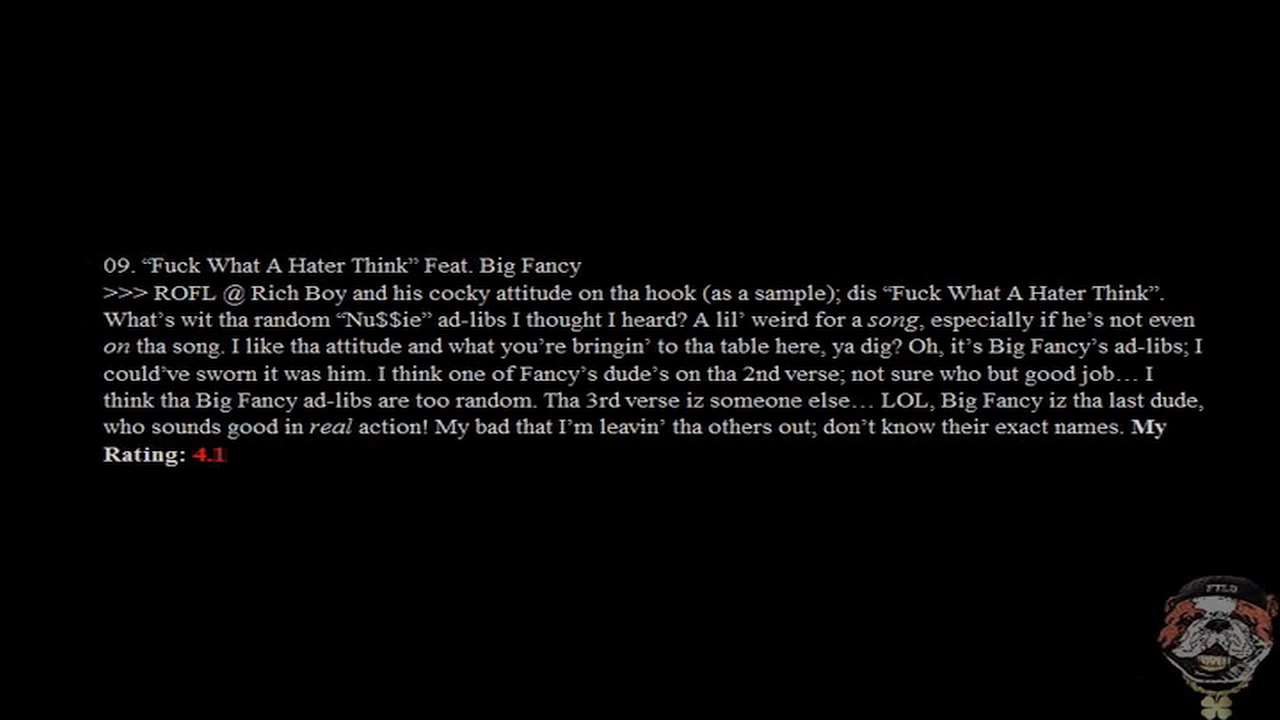 09. “Fuck What A Hater Think” Feat. Big Fancy
>>> ROFL @ Rich Boy and his cocky attitude on tha hook (as a sample); dis “Fuck What A Hater Think”.
What’s wit tha random “Nu$$ie” ad-libs I thought I heard? A lil’ weird for a song, especially if he’s not even
on tha song. I like tha attitude and what you’re bringin’ to tha table here, ya dig? Oh, it’s Big Fancy’s ad-libs; I
could’ve sworn it was him. I think one of Fancy’s dude’s on tha 2nd verse; not sure who but good job… I
think tha Big Fancy ad-libs are too random. Tha 3rd verse iz someone else… LOL, Big Fancy iz tha last dude,
who sounds good in real action! My bad that I’m leavin’ tha others out; don’t know their exact names. My
Rating: 4.1
FTLD